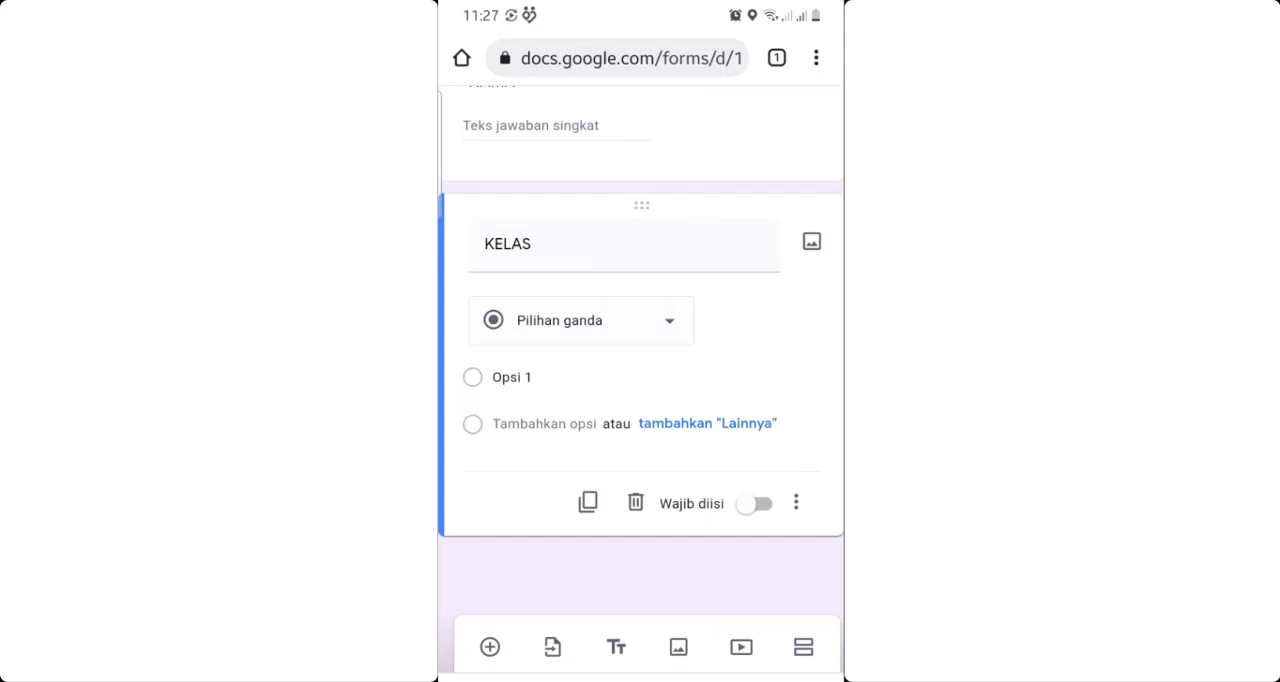 11:27
docs.google.com/forms/d/1
1
Teks jawaban singkat
KELAS
Pilihan ganda
Opsi 1
Tambahkan opsi atau tambahkan "Lainnya"
Wajib diisi
Tт